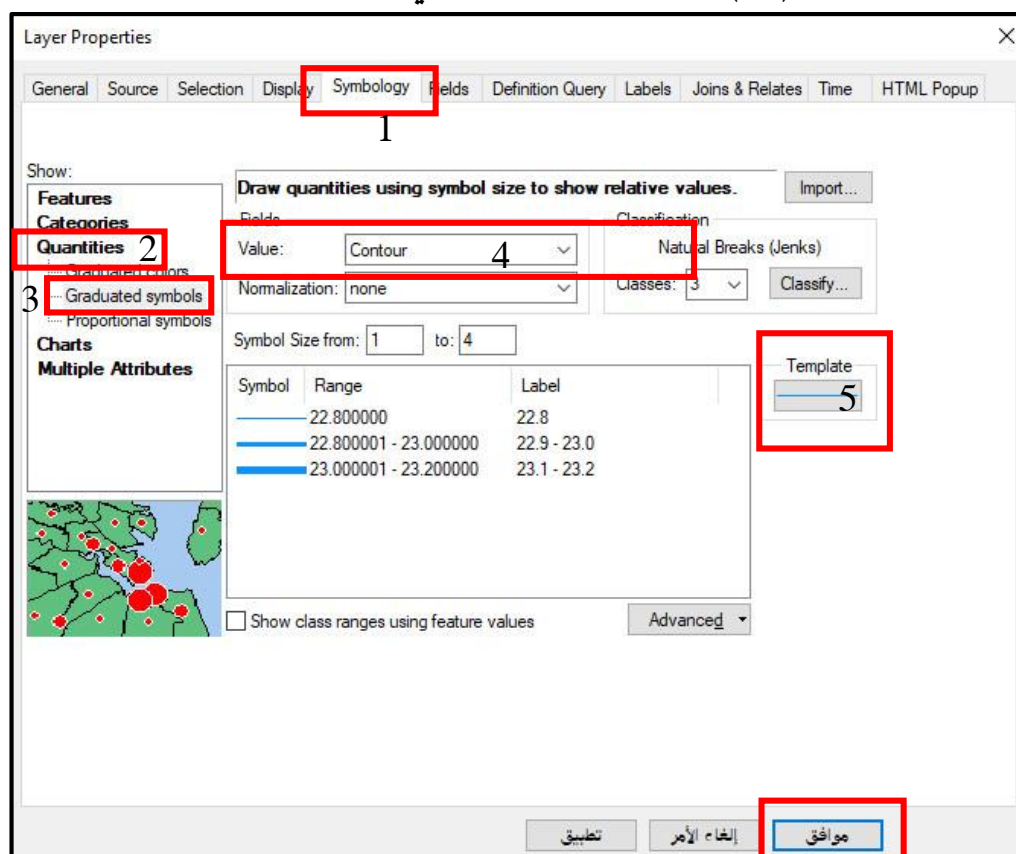 Layer Properties
General Source Selection Display Symbology Fields Definition Query Labels Joins & Relates Time HTML Popup
1
Show:
Features
Categories
Quantities 2
Graduated colors
3 Graduated symbols
Proportional symbols
Charts
Multiple Attributes
Draw quantities using symbol size to show relative values.
Import...
Fields
Value: Contour 4
Normalization: none
Classification
Natural Breaks (Jenks)
Classes: 3 Classify...
Symbol Size from: 1 to: 4
Template
5
Symbol Range Label
22.800000 22.8
22.800001 - 23.000000 22.9 - 23.0
23.000001 - 23.200000 23.1 - 23.2
Show class ranges using feature values
Advanced
موافق إلغاء الأمر تطبيق